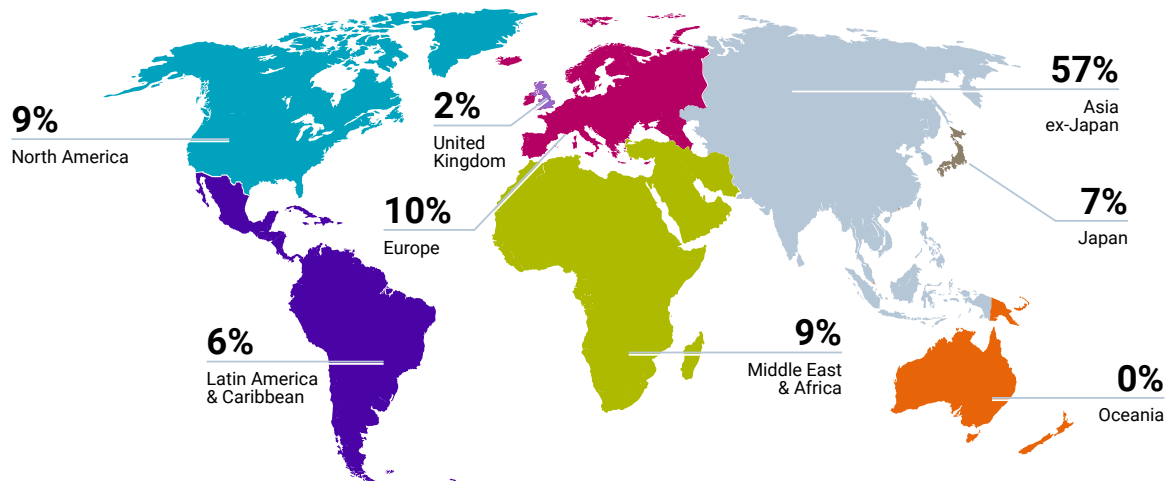 9%
North America
2%
United
Kingdom
10%
Europe
57%
Asia
ex-Japan
7%
Japan
6%
Latin America
& Caribbean
9%
Middle East
& Africa
0%
Oceania